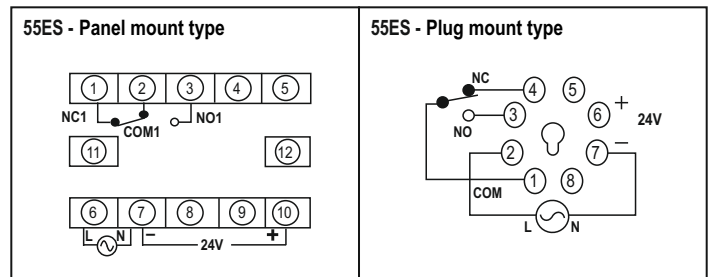 55ES - Panel mount type
1 2 3 4 5
NC1 COM1 NO1
11 12
6 7 8 9 10
L N − 24V +
55ES - Plug mount type
NC 4 5
NO 3 6 + 24V
2 7 −
COM 1 8
L N